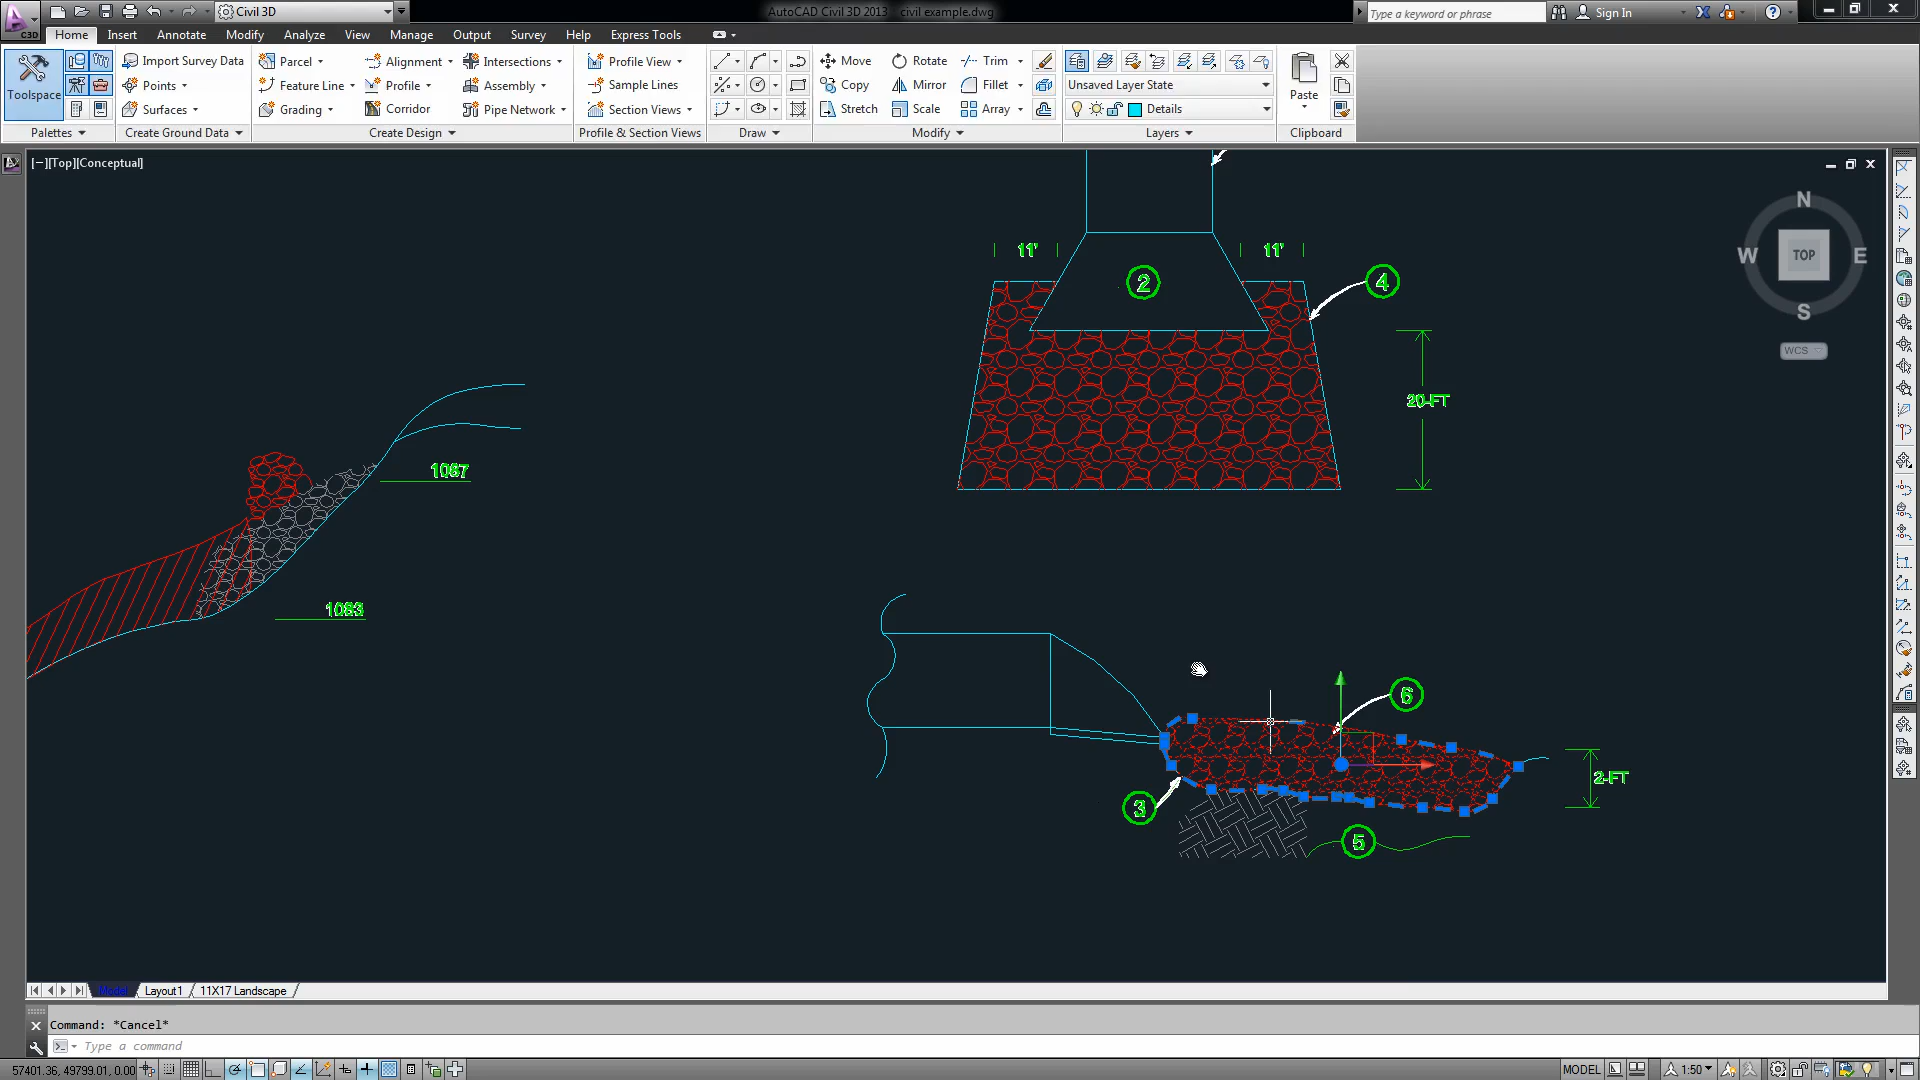 Civil 3D
AutoCAD Civil 3D 2013 civil example.dwg
Type a keyword or phrase
Sign In
C3D
Home Insert Annotate Modify Analyze View Manage Output Survey Help Express Tools
Toolspace
Palettes
Import Survey Data
Points
Surfaces
Create Ground Data
Parcel
Feature Line
Grading
Alignment
Profile
Corridor
Intersections
Assembly
Pipe Network
Create Design
Profile View
Sample Lines
Section Views
Profile & Section Views
Draw
Move
Copy
Stretch
Rotate
Mirror
Scale
Trim
Fillet
Array
Modify
Unsaved Layer State
Details
Layers
Paste
Clipboard
[−][Top][Conceptual]
N
W TOP E
S
WCS
11'
11'
2
4
20-FT
1087
1083
6
3
5
2-FT
Model Layout1 11X17 Landscape
Command: *Cancel*
Type a command
57401.36, 49799.01, 0.00
MODEL
1:50